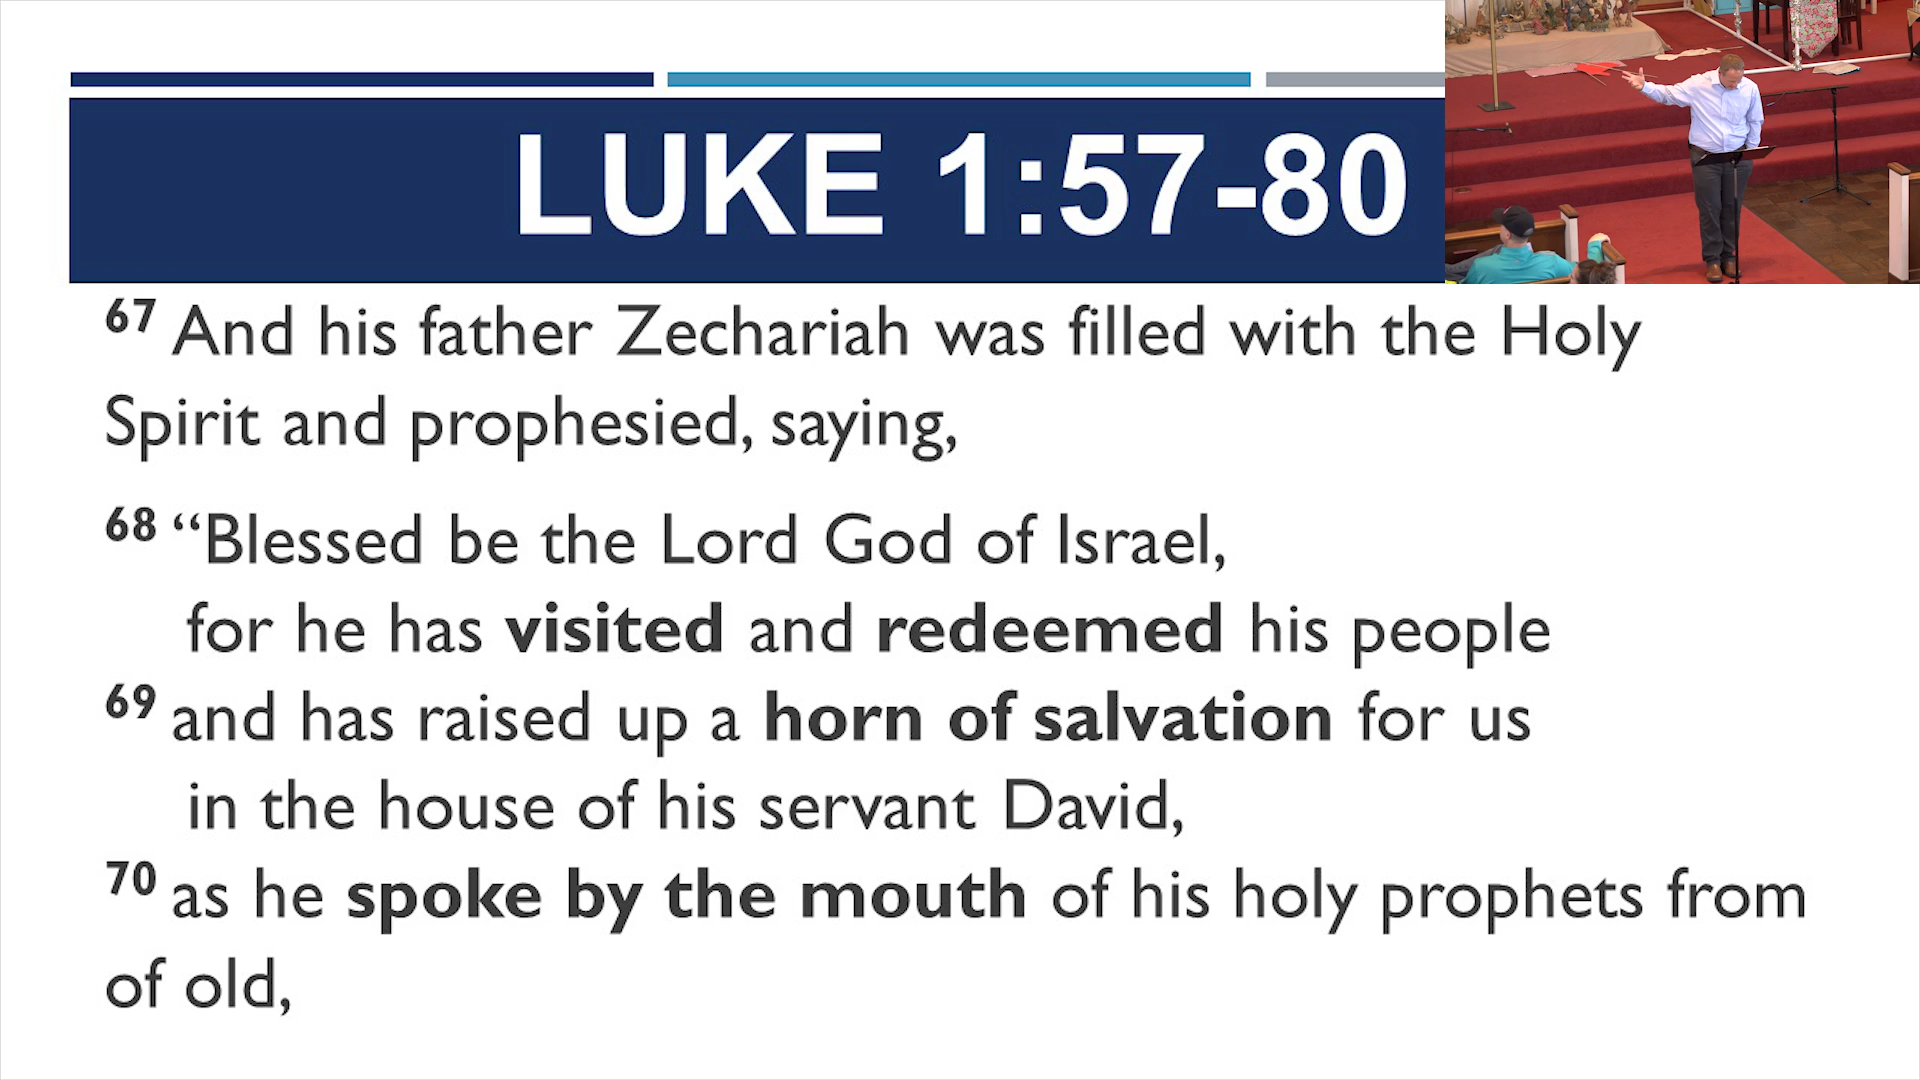 LUKE 1:57-80
67 And his father Zechariah was filled with the Holy
Spirit and prophesied, saying,
68 “Blessed be the Lord God of Israel,
for he has visited and redeemed his people
69 and has raised up a horn of salvation for us
in the house of his servant David,
70 as he spoke by the mouth of his holy prophets from
of old,